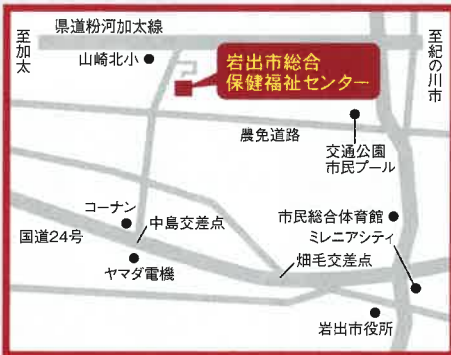 県道粉河加太線
至加太
至紀の川市
山崎北小
岩出市総合
保健福祉センター
農免道路
交通公園
市民プール
コーナン
中島交差点
国道24号
ヤマダ電機
市民総合体育館
ミレニアシティ
畑毛交差点
岩出市役所